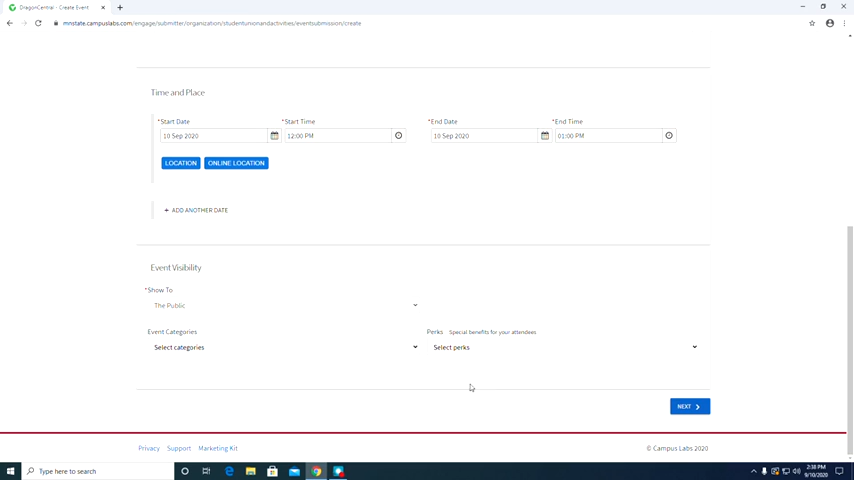 DragonCentral - Create Event
mnstate.campuslabs.com/engage/submitter/organization/studentunionandactivities/eventsubmission/create
Time and Place
*Start Date *Start Time *End Date *End Time
10 Sep 2020 12:00 PM 10 Sep 2020 01:00 PM
LOCATION ONLINE LOCATION
+ ADD ANOTHER DATE
Event Visibility
*Show To
The Public
Event Categories Perks Special benefits for your attendees
Select categories Select perks
NEXT
Privacy Support Marketing Kit © Campus Labs 2020
Type here to search
2:38 PM
9/10/2020